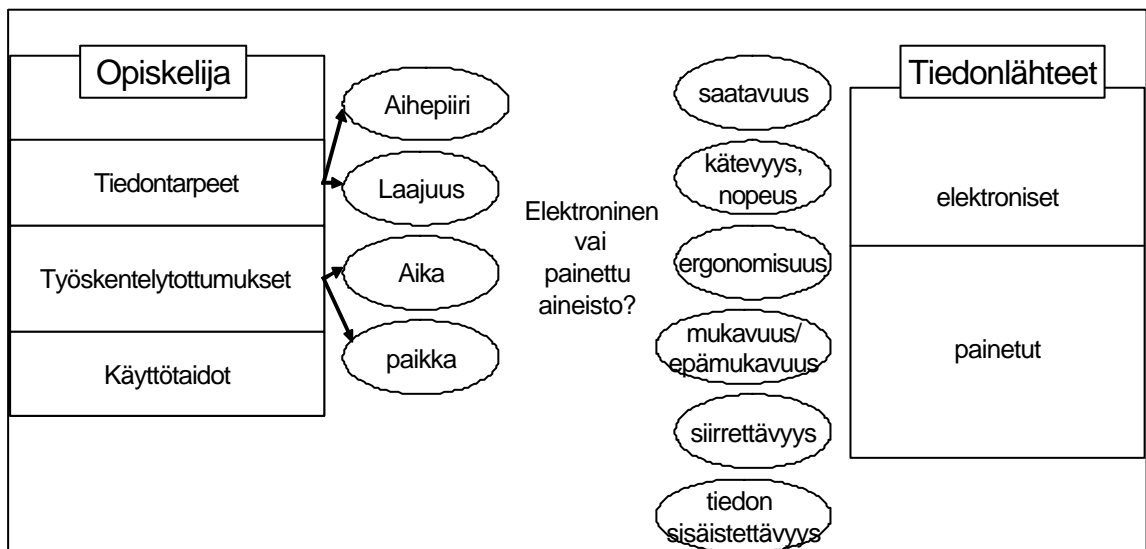 Opiskelija
Tiedontarpeet
Työskentelytottumukset
Käyttötaidot
Aihepiiri
Laajuus
Aika
paikka
Elektroninen
vai
painettu
aineisto?
saatavuus
kätevyys,
nopeus
ergonomisuus
mukavuus/
epämukavuus
siirrettävyys
tiedon
sisäistettävyys
Tiedonlähteet
elektroniset
painetut